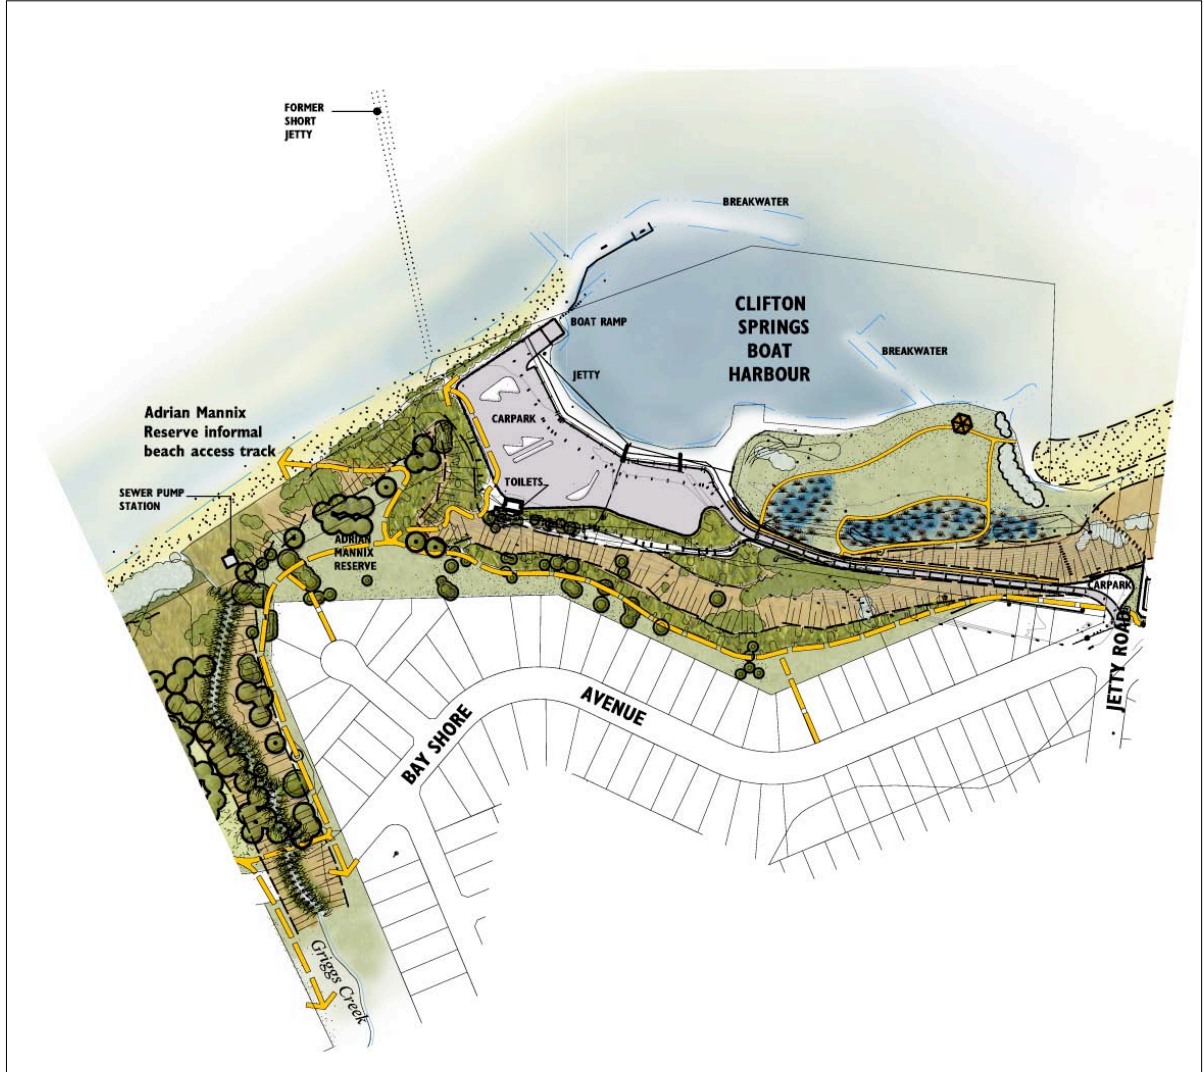 FORMER
SHORT
JETTY
BREAKWATER
CLIFTON
SPRINGS
BOAT
HARBOUR
BOAT RAMP
BREAKWATER
JETTY
CARPARK
Adrian Mannix
Reserve informal
beach access track
TOILETS
SEWER PUMP
STATION
ADRIAN
MANNIX
RESERVE
CARPARK
JETTY ROAD
BAY SHORE
AVENUE
Griggs Creek